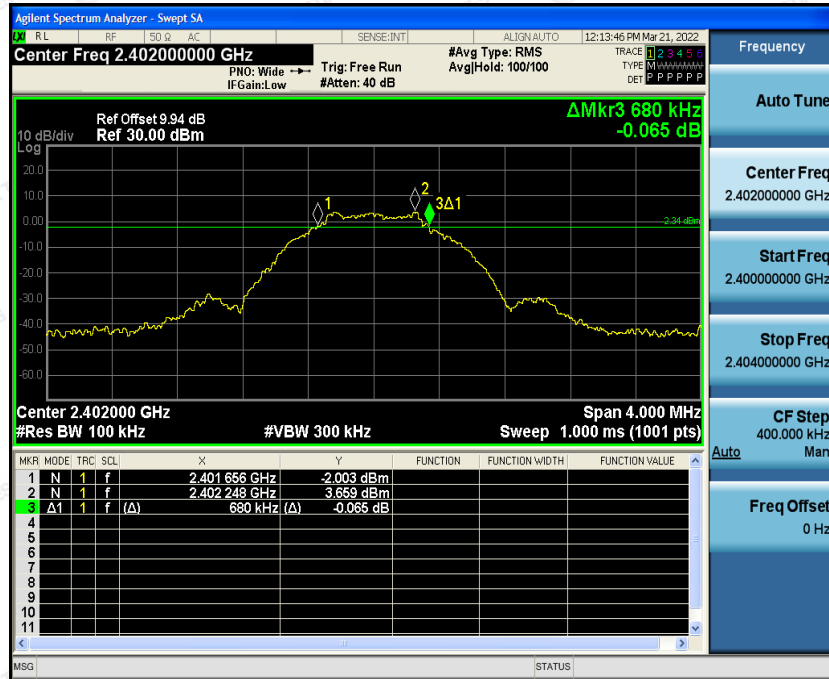 Agilent Spectrum Analyzer - Swept SA
LXI RL RF 50 Ω AC SENSE:INT ALIGN AUTO 12:13:46 PM Mar 21, 2022
Center Freq 2.402000000 GHz
PNO: Wide
IFGain:Low
Trig: Free Run
#Atten: 40 dB
#Avg Type: RMS
Avg|Hold: 100/100
TRACE 1 2 3 4 5 6
TYPE M
DET P P P P P P
ΔMkr3 680 kHz
-0.065 dB
Ref Offset 9.94 dB
10 dB/div Ref 30.00 dBm
Log
20.0
10.0
0.00
-10.0
-20.0
-30.0
-40.0
-50.0
-60.0
1
2
3Δ1
-2.34 dBm
Center 2.402000 GHz Span 4.000 MHz
#Res BW 100 kHz #VBW 300 kHz Sweep 1.000 ms (1001 pts)
MKR MODE TRC SCL X Y FUNCTION FUNCTION WIDTH FUNCTION VALUE
1 N 1 f 2.401 656 GHz -2.003 dBm
2 N 1 f 2.402 248 GHz 3.659 dBm
3 Δ1 1 f (Δ) 680 kHz (Δ) -0.065 dB
4
5
6
7
8
9
10
11
MSG STATUS
Frequency
Auto Tune
Center Freq
2.402000000 GHz
Start Freq
2.400000000 GHz
Stop Freq
2.404000000 GHz
CF Step
400.000 kHz
Auto Man
Freq Offset
0 Hz